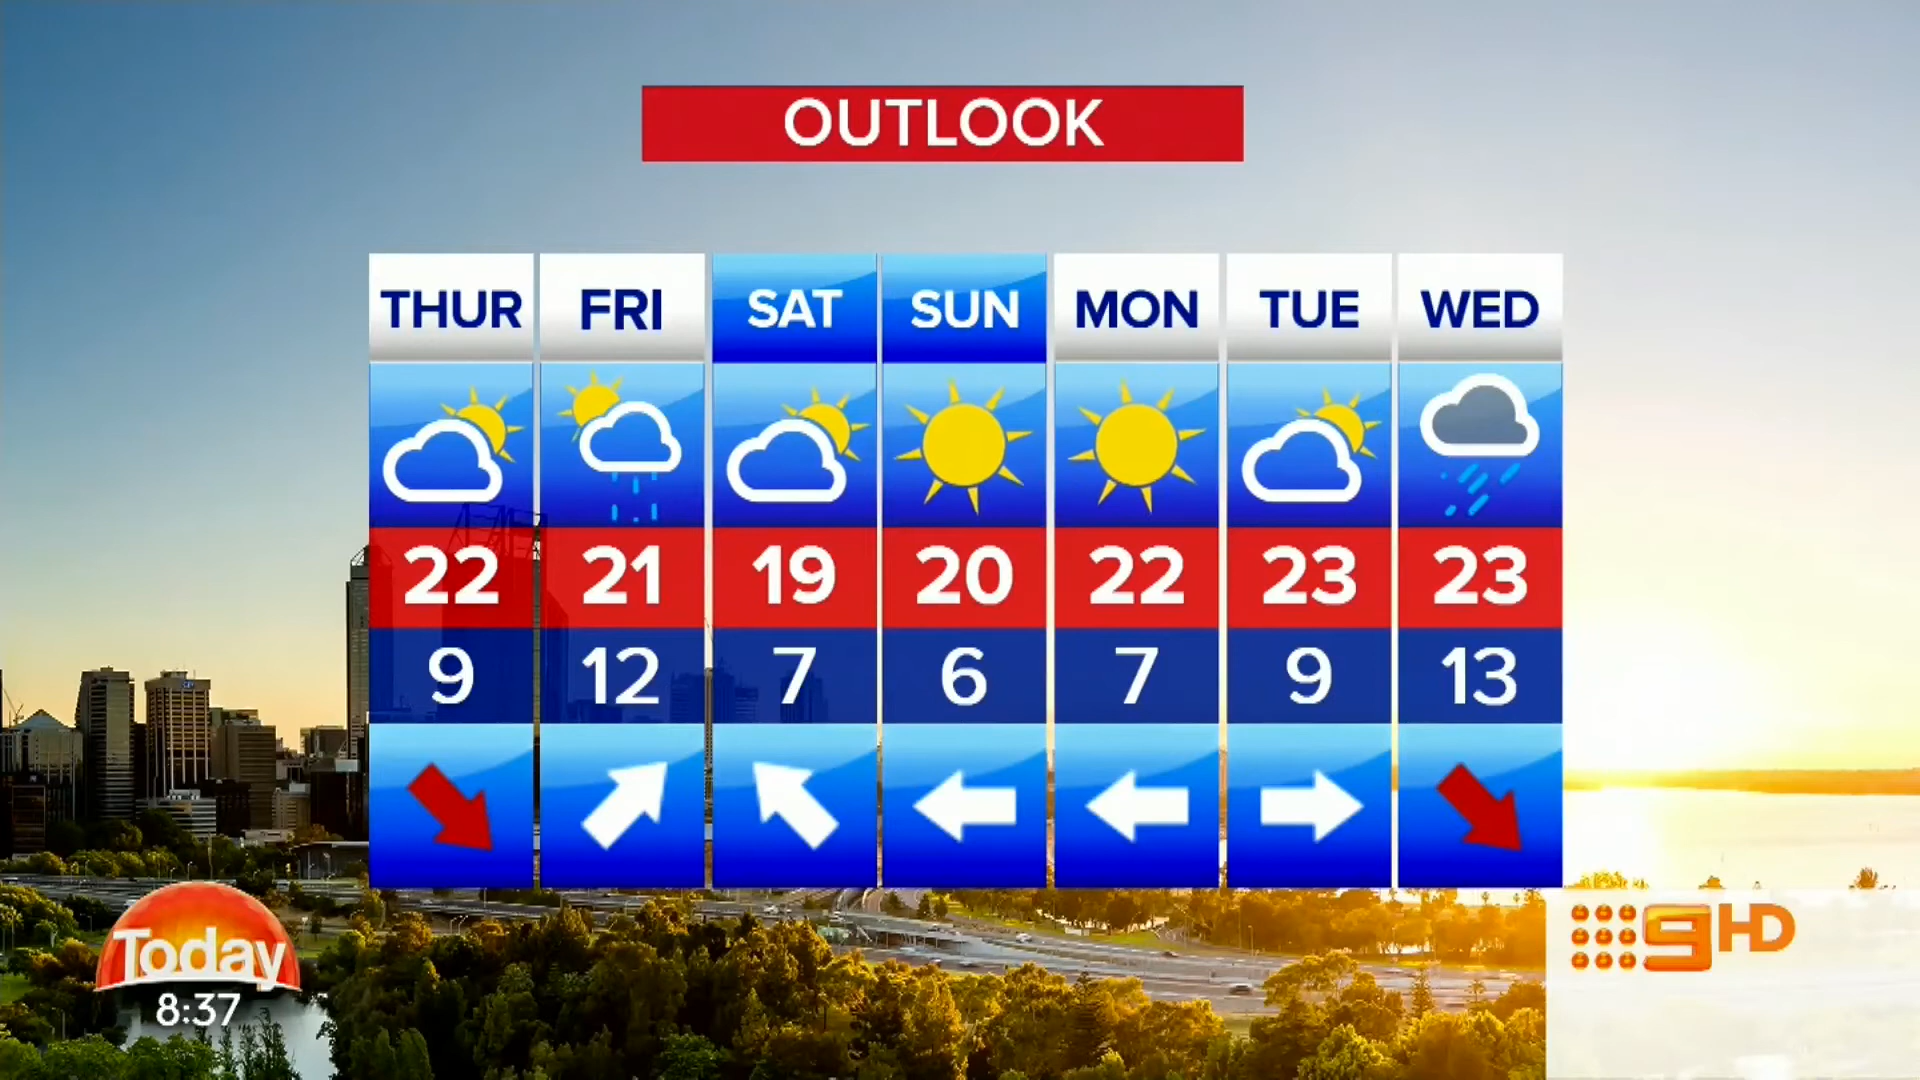 OUTLOOK
THUR FRI SAT SUN MON TUE WED
22 21 19 20 22 23 23
9 12 7 6 7 9 13
Today
8:37
9HD